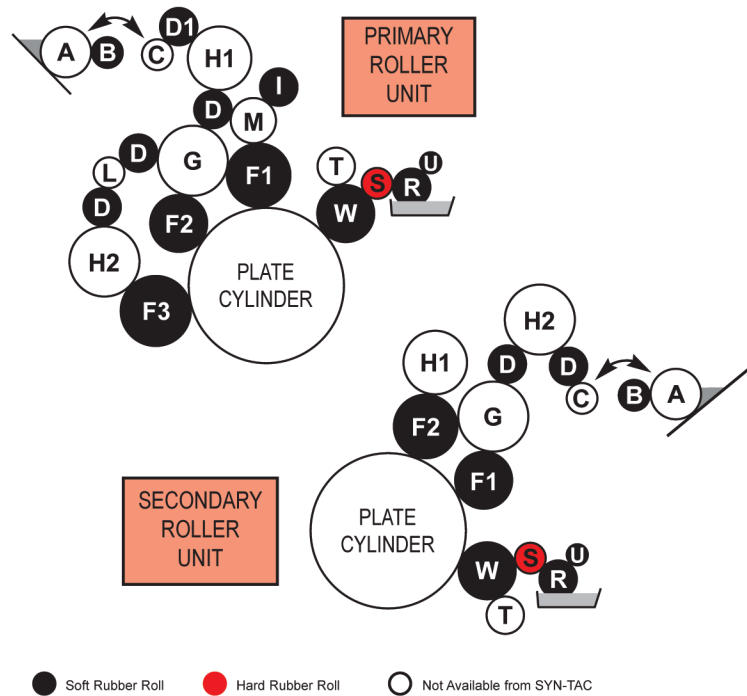 D1
A
B
C
H1
PRIMARY
ROLLER
UNIT
I
D
M
D
G
F1
T
U
L
S
R
D
F2
W
H2
PLATE
CYLINDER
F3
H2
H1
D
D
C
B
A
F2
G
F1
SECONDARY
ROLLER
UNIT
PLATE
CYLINDER
W
S
U
R
T
Soft Rubber Roll
Hard Rubber Roll
Not Available from SYN-TAC